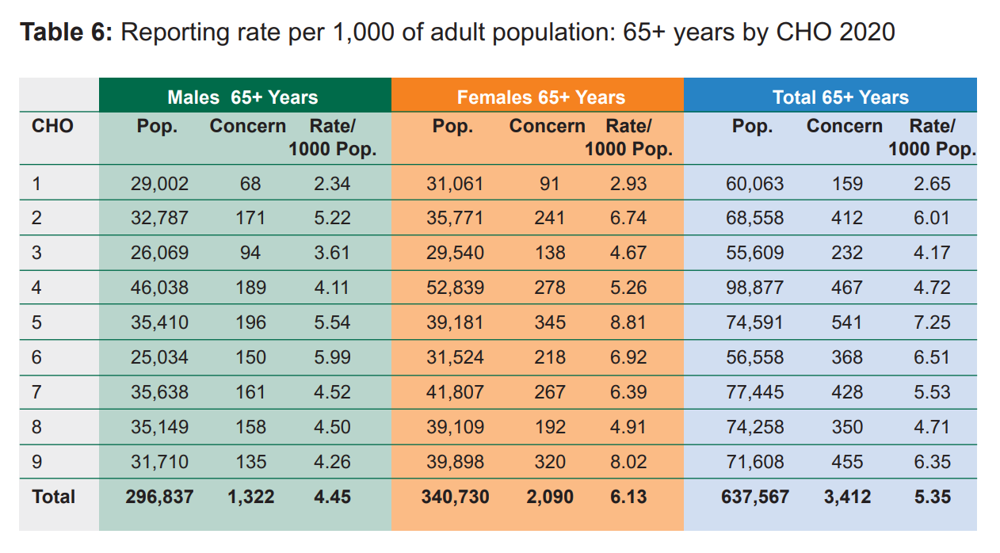 Table 6: Reporting rate per 1,000 of adult population: 65+ years by CHO 2020
Males 65+ Years Females 65+ Years Total 65+ Years
CHO Pop. Concern Rate/ Pop. Concern Rate/ Pop. Concern Rate/
1000 Pop. 1000 Pop. 1000 Pop.
1 29,002 68 2.34 31,061 91 2.93 60,063 159 2.65
2 32,787 171 5.22 35,771 241 6.74 68,558 412 6.01
3 26,069 94 3.61 29,540 138 4.67 55,609 232 4.17
4 46,038 189 4.11 52,839 278 5.26 98,877 467 4.72
5 35,410 196 5.54 39,181 345 8.81 74,591 541 7.25
6 25,034 150 5.99 31,524 218 6.92 56,558 368 6.51
7 35,638 161 4.52 41,807 267 6.39 77,445 428 5.53
8 35,149 158 4.50 39,109 192 4.91 74,258 350 4.71
9 31,710 135 4.26 39,898 320 8.02 71,608 455 6.35
Total 296,837 1,322 4.45 340,730 2,090 6.13 637,567 3,412 5.35